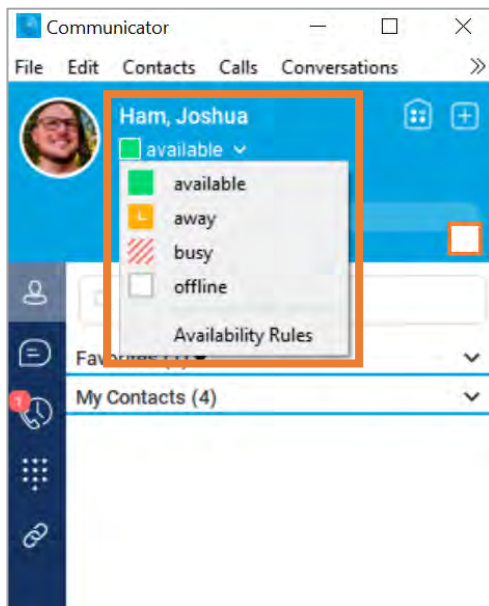 Communicator
File Edit Contacts Calls Conversations
Ham, Joshua
available
available
away
busy
offline
Availability Rules
My Contacts (4)
1